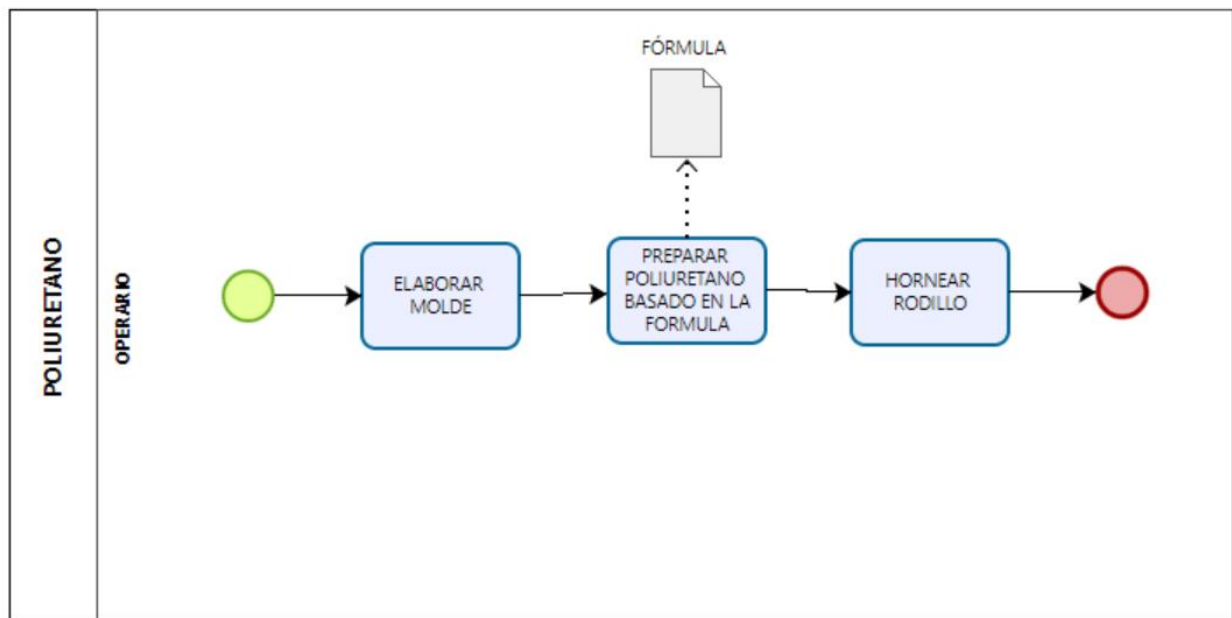 POLIURETANO
OPERARIO
FÓRMULA
ELABORAR
MOLDE
PREPARAR
POLIURETANO
BASADO EN LA
FORMULA
HORNEAR
RODILLO